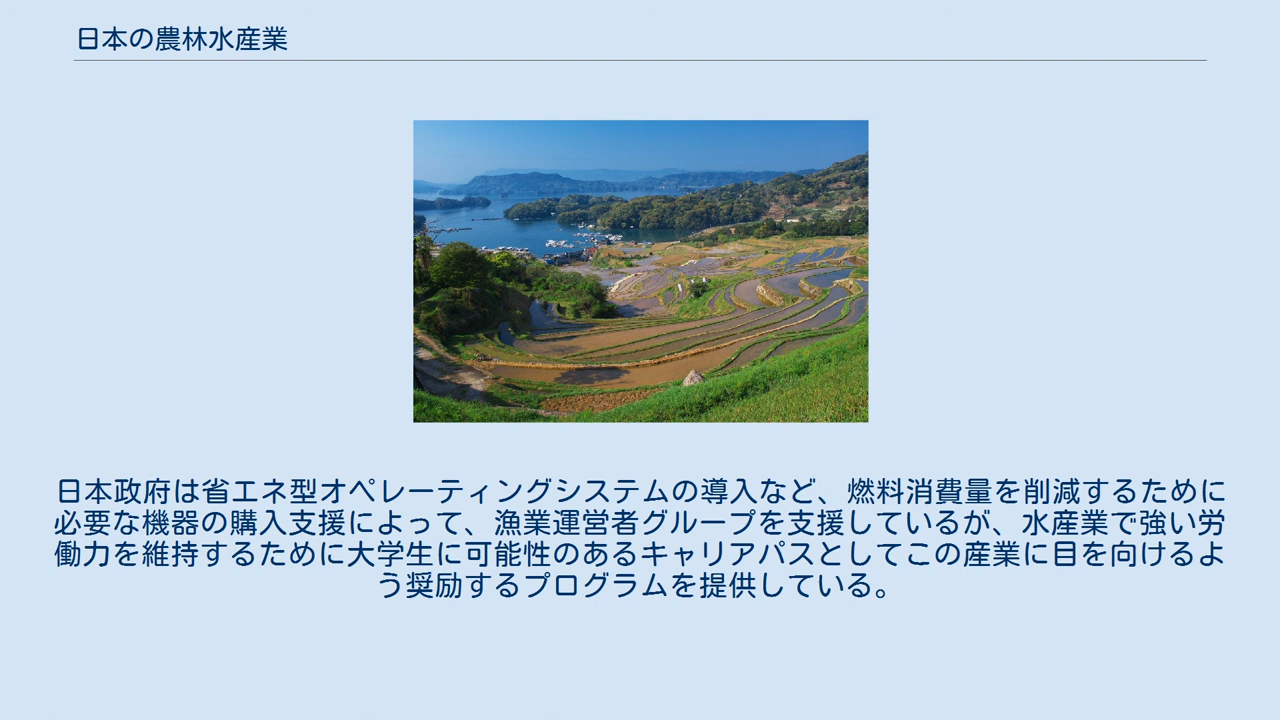 日本の農林水産業
日本政府は省エネ型オペレーティングシステムの導入など、燃料消費量を削減するために
必要な機器の購入支援によって、漁業運営者グループを支援しているが、水産業で強い労
働力を維持するために大学生に可能性のあるキャリアパスとしてこの産業に目を向けるよ
う奨励するプログラムを提供している。